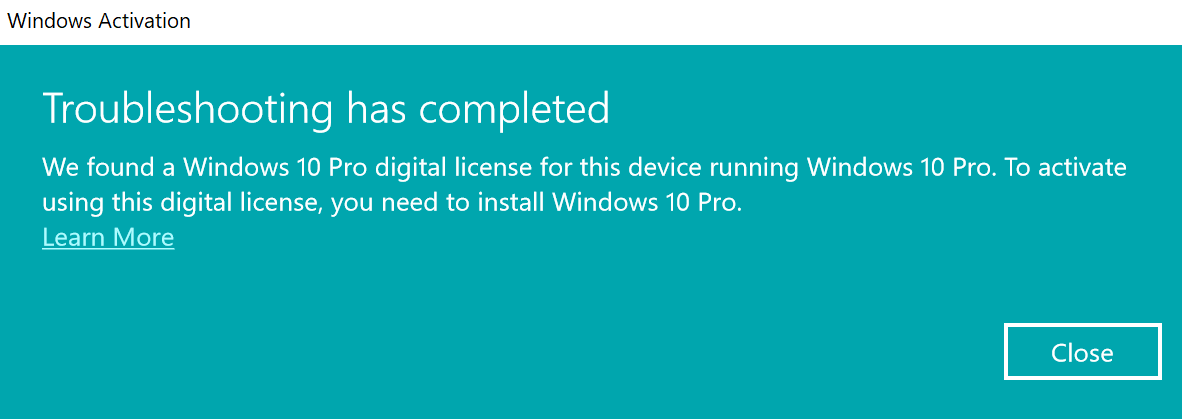 Windows Activation
Troubleshooting has completed
We found a Windows 10 Pro digital license for this device running Windows 10 Pro. To activate
using this digital license, you need to install Windows 10 Pro.
Learn More
Close